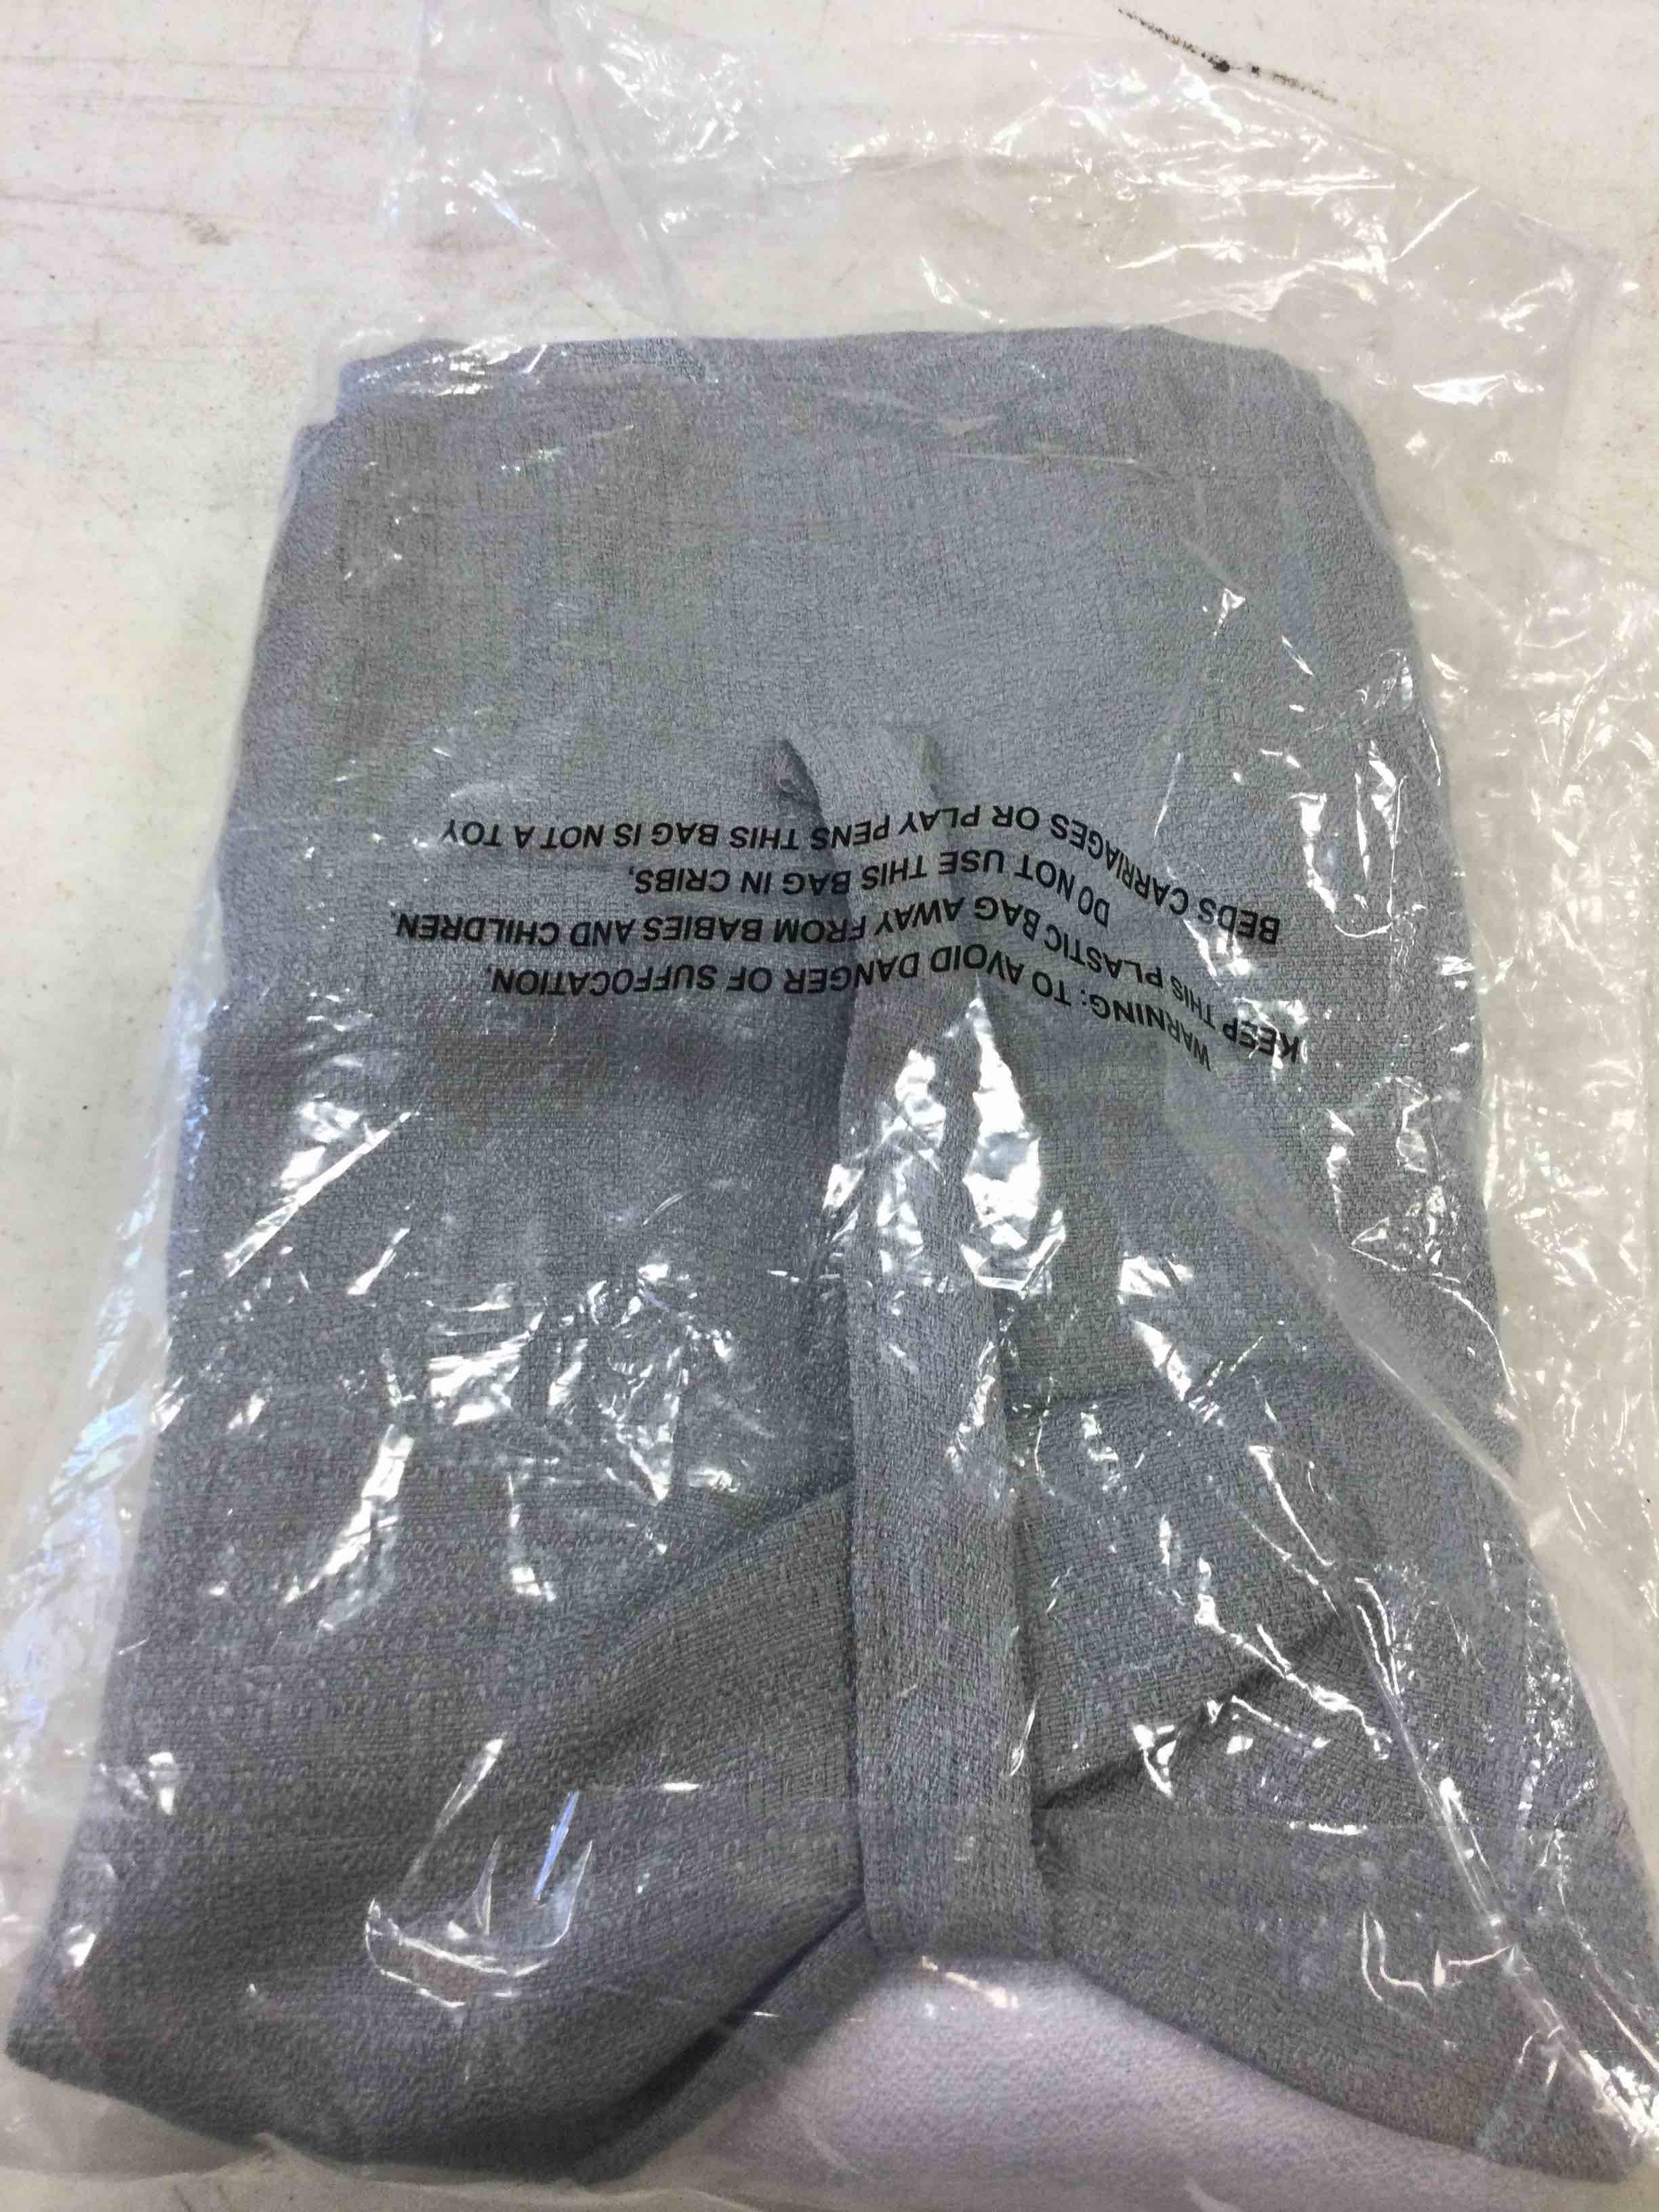 WARNING: TO AVOID DANGER OF SUFFOCATION,
KEEP THIS PLASTIC BAG AWAY FROM BABIES AND CHILDREN.
DO NOT USE THIS BAG IN CRIBS,
BEDS CARRIAGES OR PLAY PENS THIS BAG IS NOT A TOY